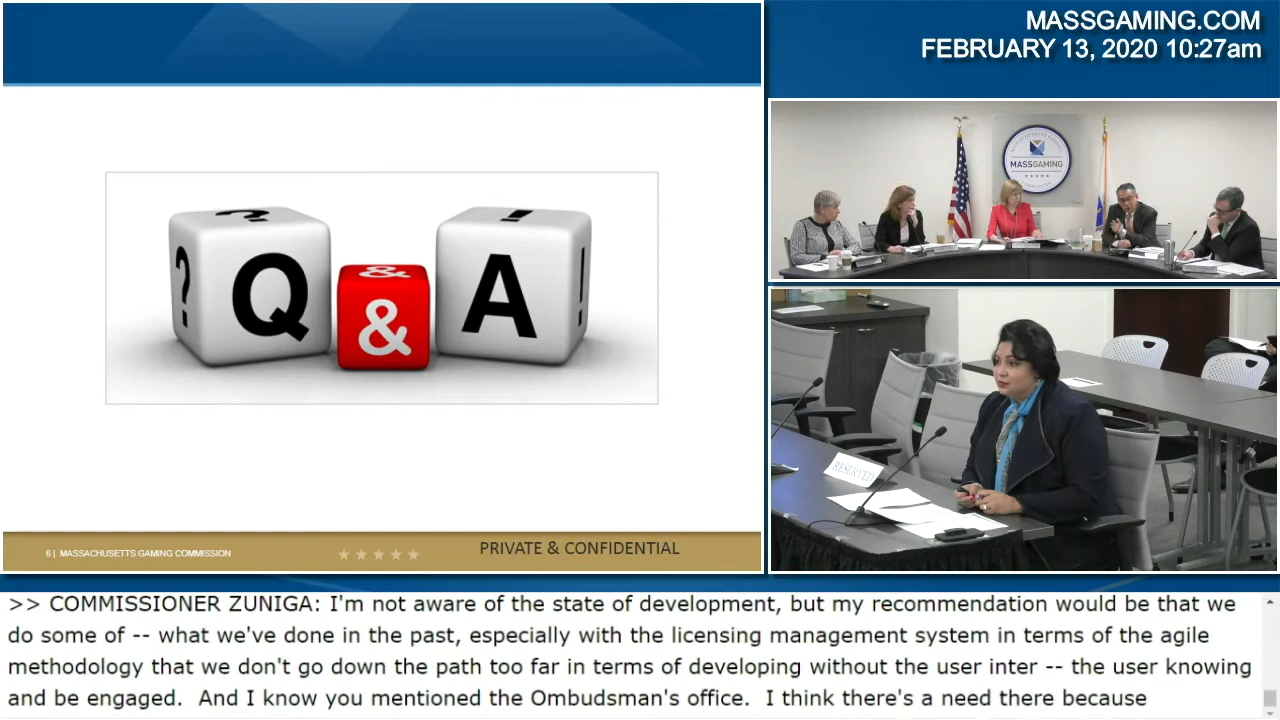 MASSGAMING.COM
FEBRUARY 13, 2020 10:27am
? Q & A !
MASSGAMING
RESERVED
6 | MASSACHUSETTS GAMING COMMISSION
PRIVATE & CONFIDENTIAL
>> COMMISSIONER ZUNIGA: I'm not aware of the state of development, but my recommendation would be that we
do some of -- what we've done in the past, especially with the licensing management system in terms of the agile
methodology that we don't go down the path too far in terms of developing without the user inter -- the user knowing
and be engaged.  And I know you mentioned the Ombudsman's office.  I think there's a need there because